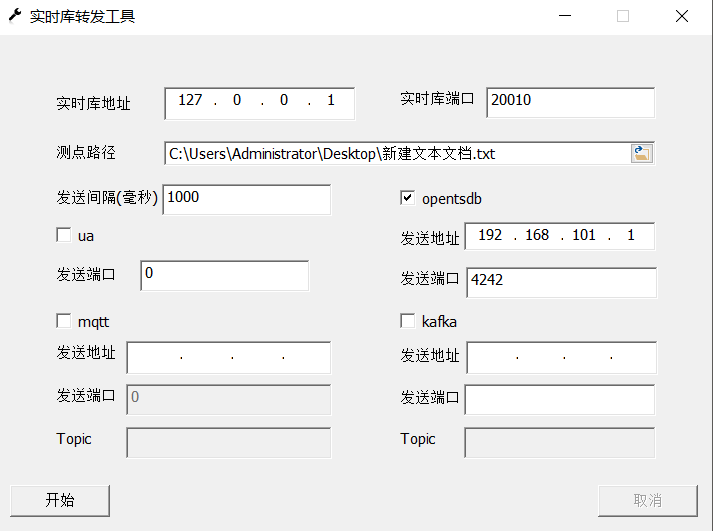 实时库转发工具
实时库地址 127 . 0 . 0 . 1 实时库端口 20010
测点路径 C:\Users\Administrator\Desktop\新建文本文档.txt
发送间隔(毫秒) 1000 opentsdb
ua 发送地址 192 . 168 . 101 . 1
发送端口 0 发送端口 4242
mqtt kafka
发送地址 . . . 发送地址 . . .
发送端口 0 发送端口
Topic Topic
开始 取消